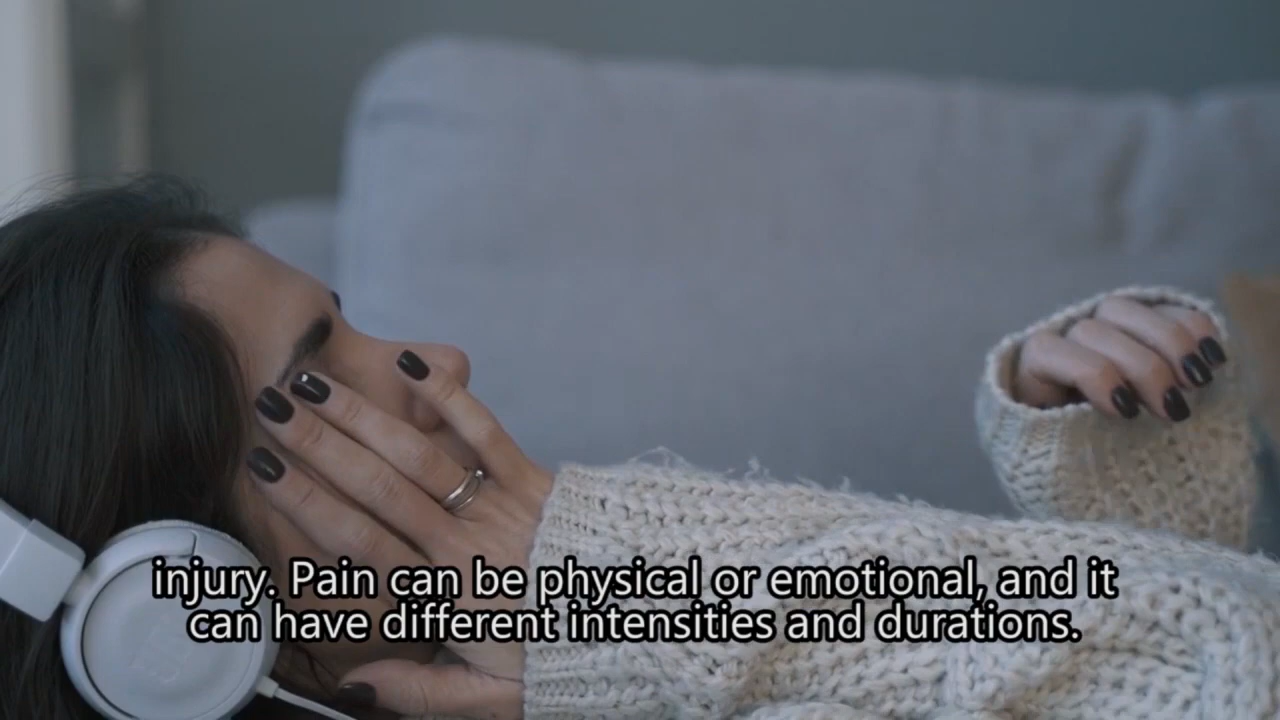 injury. Pain can be physical or emotional, and it
can have different intensities and durations.